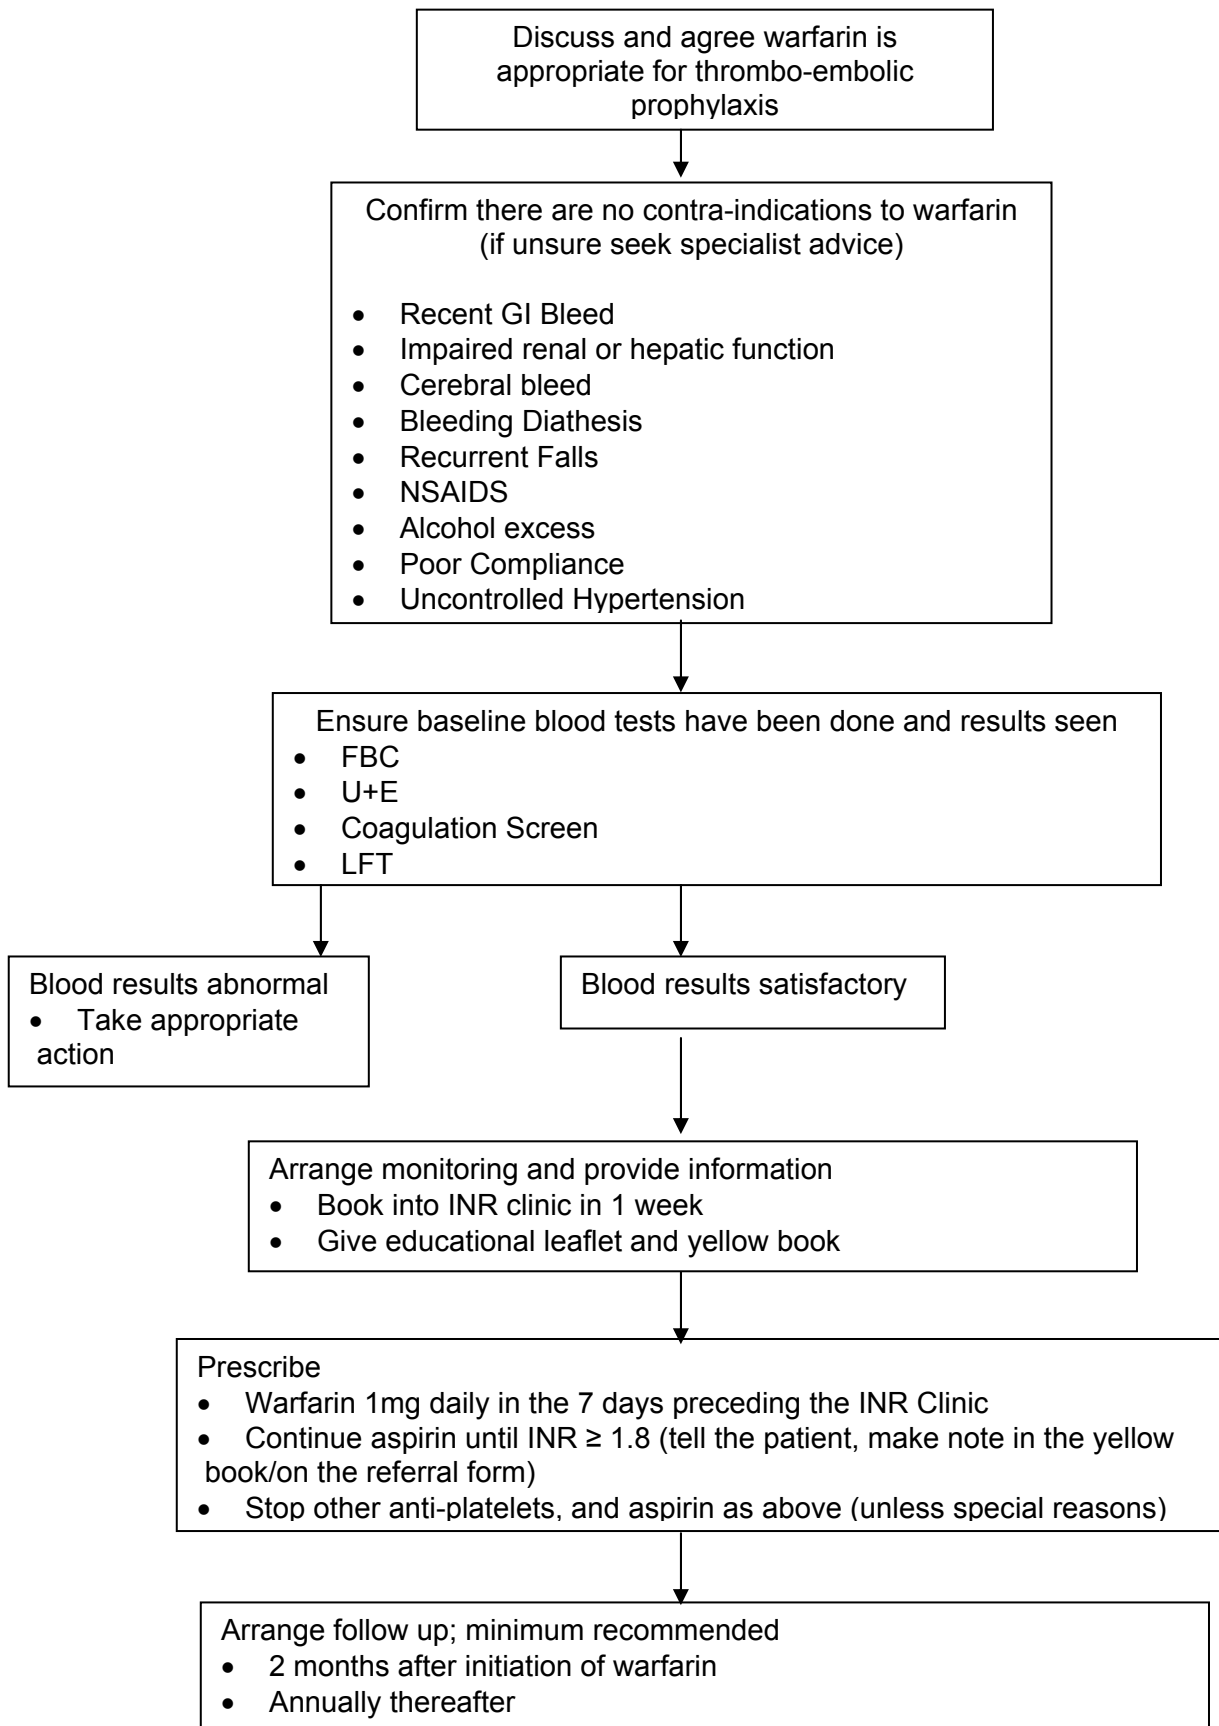 Discuss and agree warfarin is
appropriate for thrombo-embolic
prophylaxis
Confirm there are no contra-indications to warfarin
(if unsure seek specialist advice)
• Recent GI Bleed
• Impaired renal or hepatic function
• Cerebral bleed
• Bleeding Diathesis
• Recurrent Falls
• NSAIDS
• Alcohol excess
• Poor Compliance
• Uncontrolled Hypertension
Ensure baseline blood tests have been done and results seen
• FBC
• U+E
• Coagulation Screen
• LFT
Blood results abnormal
• Take appropriate
action
Blood results satisfactory
Arrange monitoring and provide information
• Book into INR clinic in 1 week
• Give educational leaflet and yellow book
Prescribe
• Warfarin 1mg daily in the 7 days preceding the INR Clinic
• Continue aspirin until INR ≥ 1.8 (tell the patient, make note in the yellow
book/on the referral form)
• Stop other anti-platelets, and aspirin as above (unless special reasons)
Arrange follow up; minimum recommended
• 2 months after initiation of warfarin
• Annually thereafter